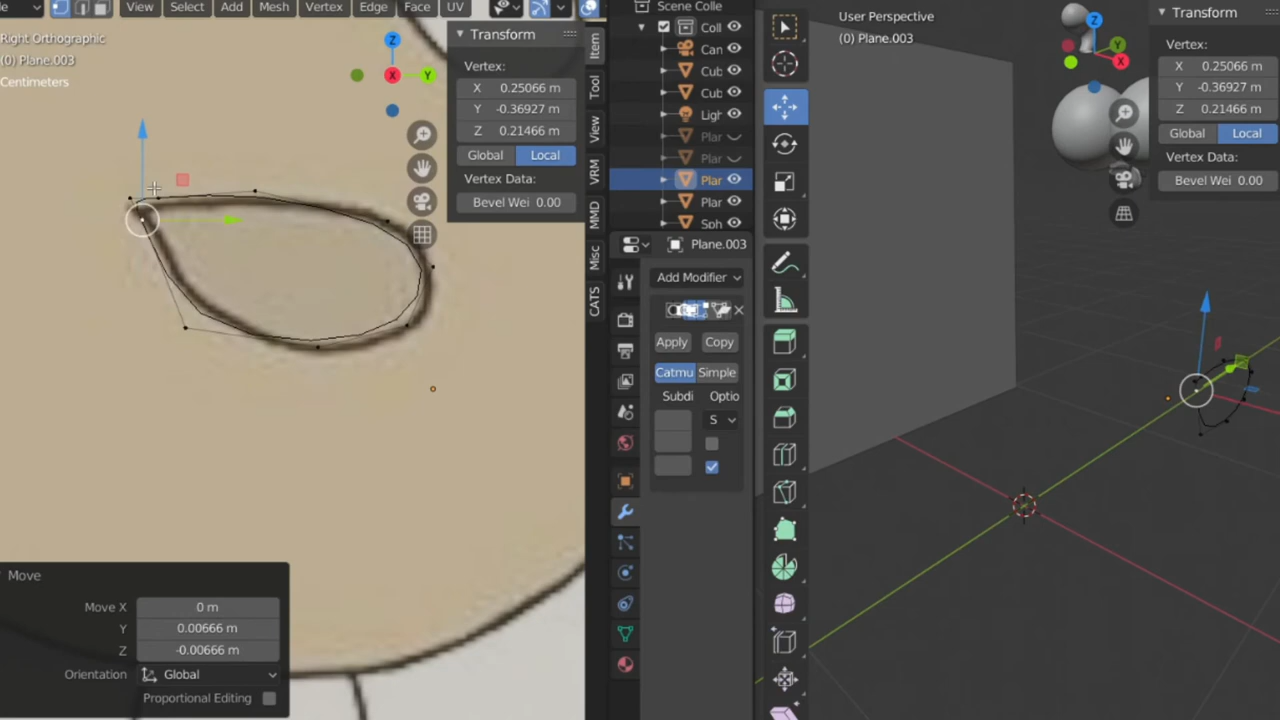 le
View Select Add Mesh Vertex Edge Face UV
Right Orthographic
(0) Plane.003
Centimeters
Transform
Vertex:
X 0.25066 m
Y -0.36927 m
Z 0.21466 m
Global Local
Vertex Data:
Bevel Wei 0.00
Z
X
Y
Item
Tool
View
VRM
MMD
Misc
CATS
Move
Move X 0 m
Y 0.00666 m
Z -0.00666 m
Orientation Global
Proportional Editing
Scene Colle
Coll
Can
Cub
Cub
Ligh
Plar
Plar
Plar
Plar
Sph
Plane.003
Add Modifier
Apply Copy
Catmu Simple
Subdi Optio
S
User Perspective
(0) Plane.003
Z
Y
X
Transform
Vertex:
X 0.25066 m
Y -0.36927 m
Z 0.21466 m
Global Local
Vertex Data:
Bevel Wei 0.00